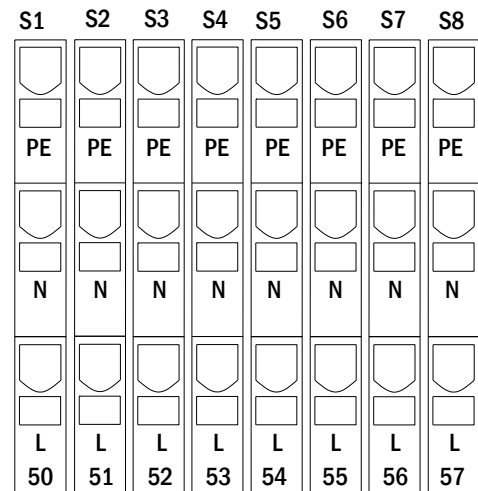 S1 S2 S3 S4 S5 S6 S7 S8
PE PE PE PE PE PE PE PE
N N N N N N N N
L L L L L L L L
50 51 52 53 54 55 56 57